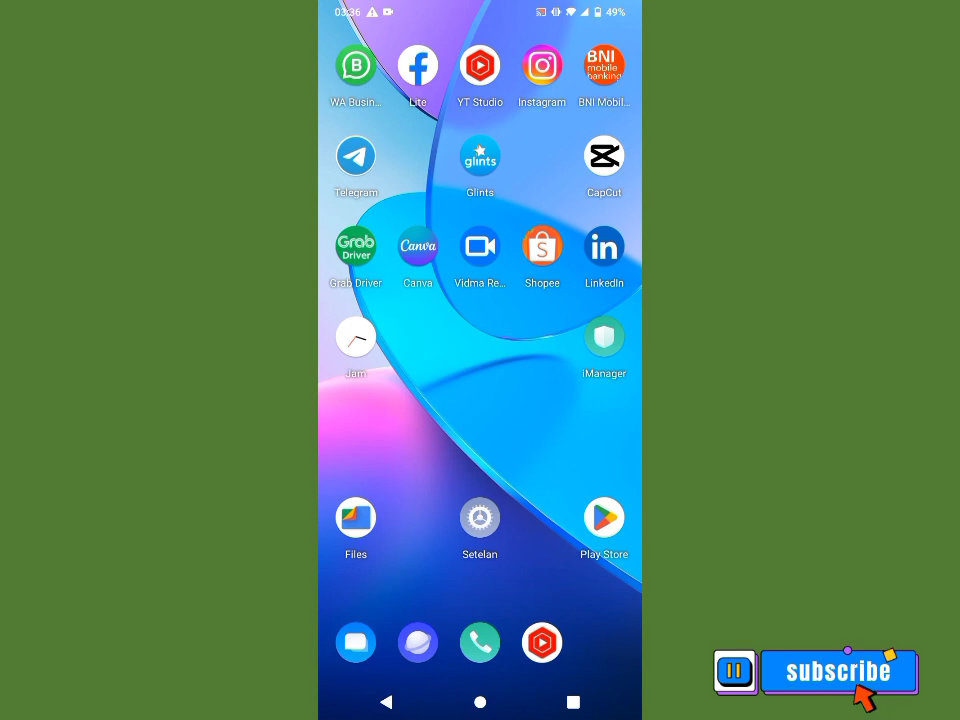 03:36 49%
BNI mobile banking
WA Busin... Lite YT Studio Instagram BNI Mobil...
glints
Telegram Glints CapCut
Grab Driver Canva in
Grab Driver Canva Vidma Re... Shopee LinkedIn
Jam iManager
Files Setelan Play Store
subscribe